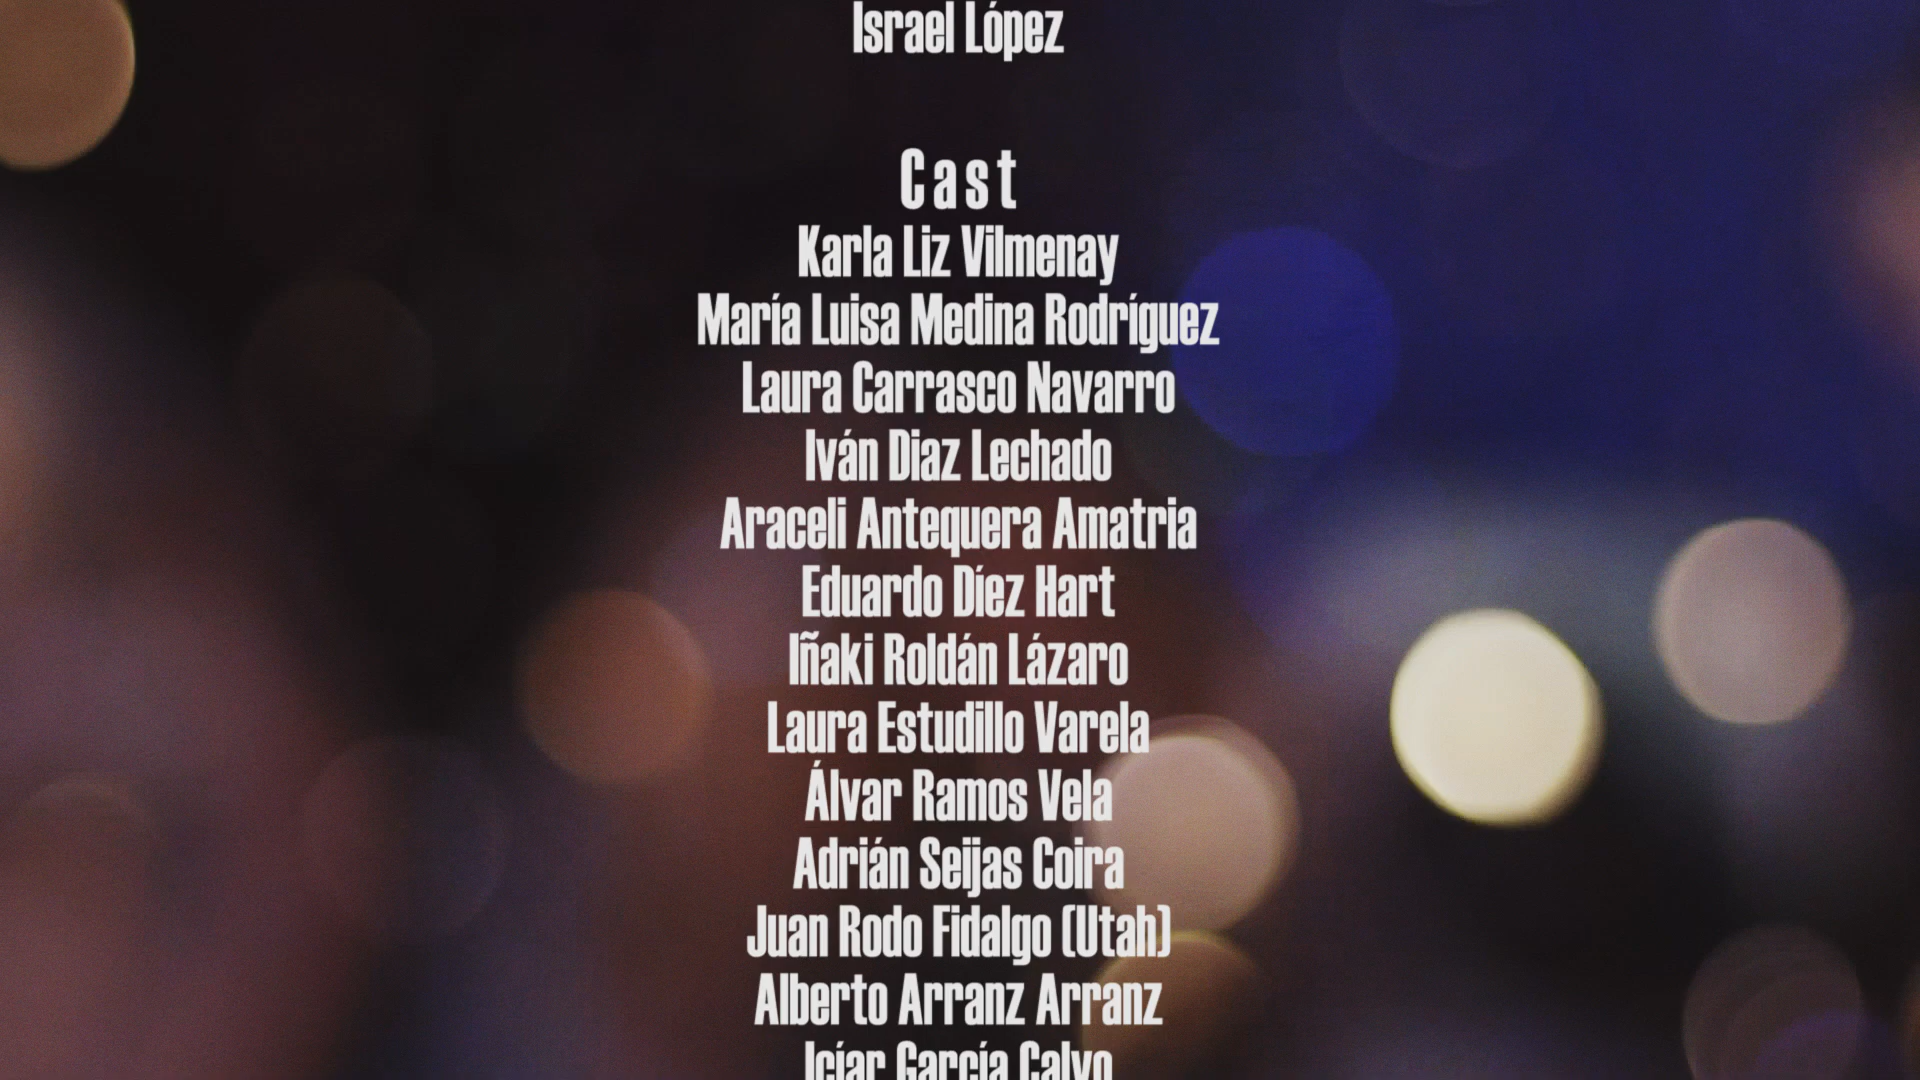 Israel López
Cast
Karla Liz Vilmenay
María Luisa Medina Rodríguez
Laura Carrasco Navarro
Iván Diaz Lechado
Araceli Antequera Amatria
Eduardo Díez Hart
Iñaki Roldán Lázaro
Laura Estudillo Varela
Álvar Ramos Vela
Adrián Seijas Coira
Juan Rodo Fidalgo (Utah)
Alberto Arranz Arranz
Icíar García Calvo